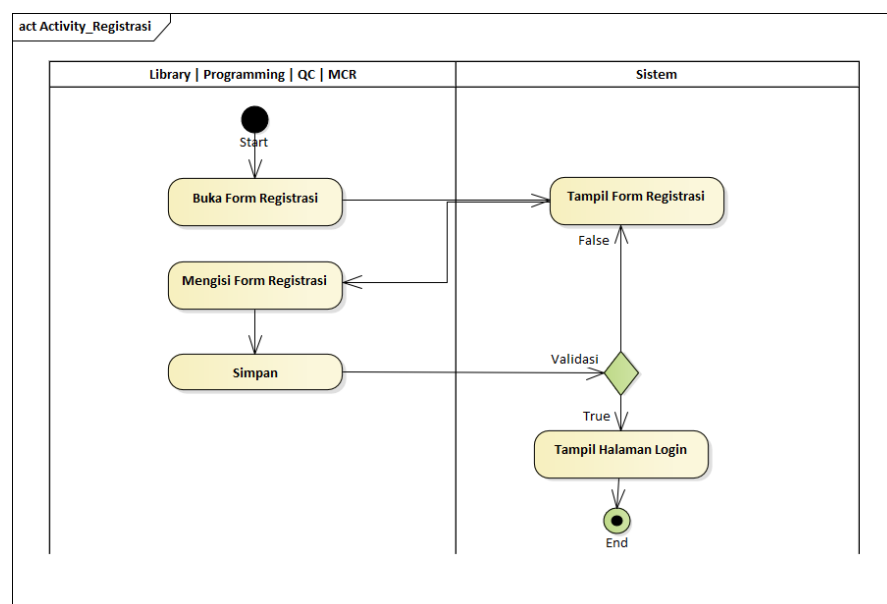 act Activity_Registrasi
Library | Programming | QC | MCR
Sistem
Start
Buka Form Registrasi
Tampil Form Registrasi
False
Mengisi Form Registrasi
Simpan
Validasi
True
Tampil Halaman Login
End